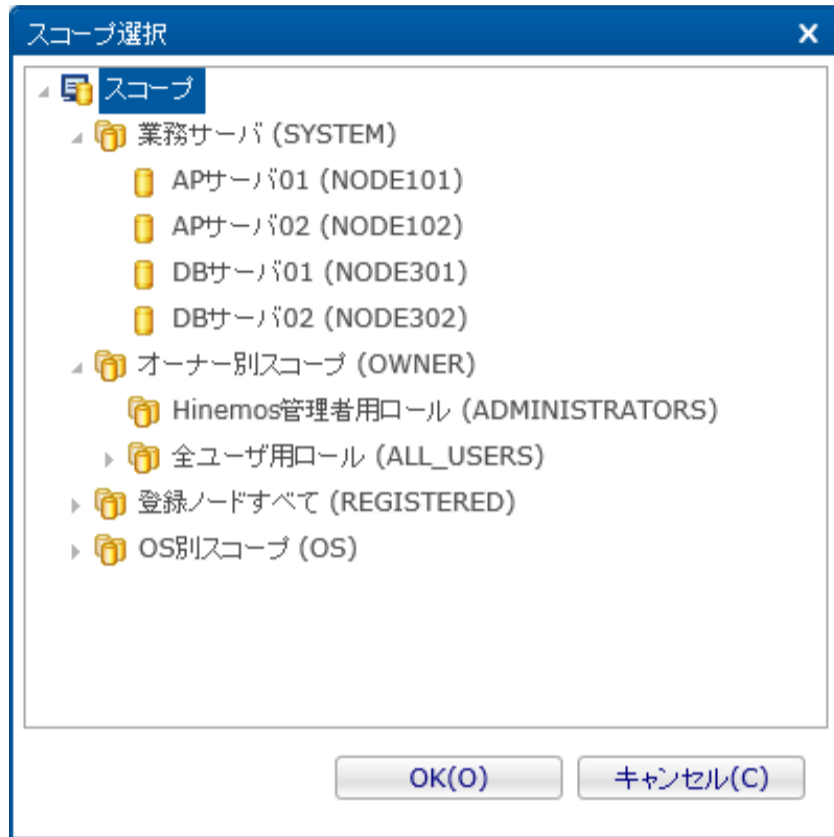 スコープ選択
スコープ
業務サーバ (SYSTEM)
APサーバ01 (NODE101)
APサーバ02 (NODE102)
DBサーバ01 (NODE301)
DBサーバ02 (NODE302)
オーナー別スコープ (OWNER)
Hinemos管理者用ロール (ADMINISTRATORS)
全ユーザ用ロール (ALL_USERS)
登録ノードすべて (REGISTERED)
OS別スコープ (OS)
OK(O) キャンセル(C)